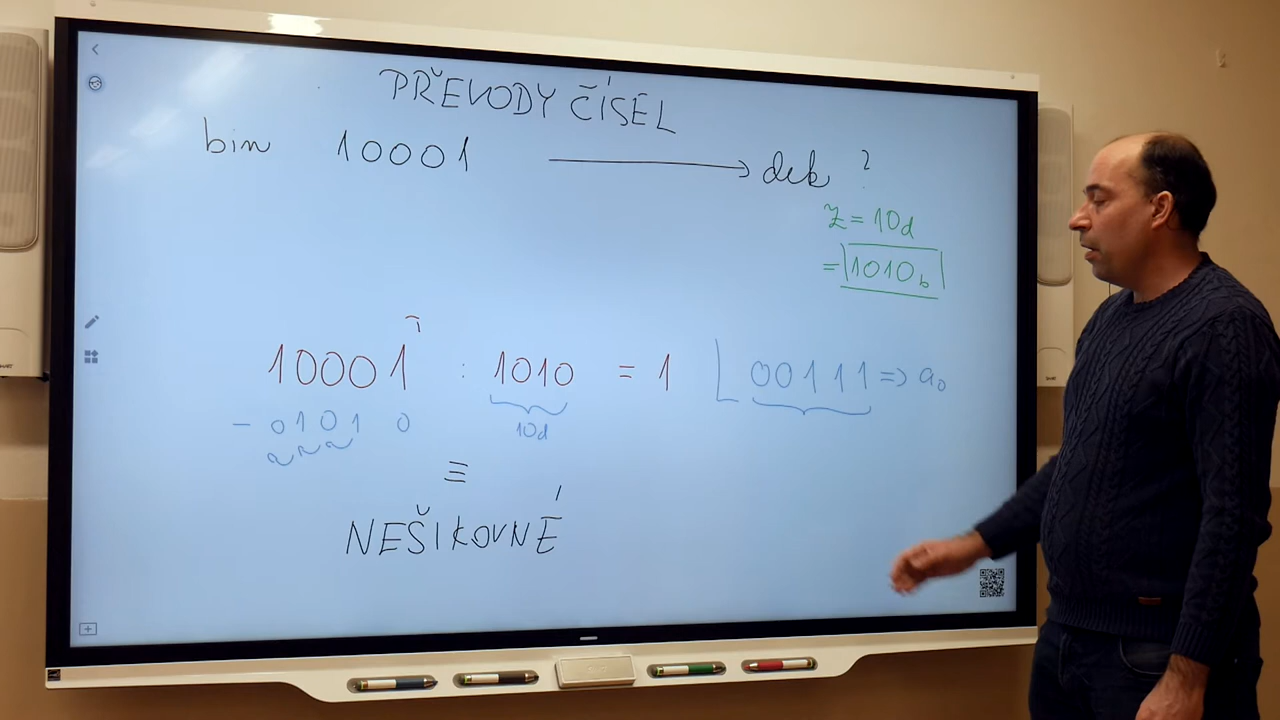 PŘEVODY ČÍSEL
bin 10001 → dek ?
Z = 10d
= 1010b
10001 : 1010 = 1 00111 => a0
- 0101 0
10d
≡
NEŠIKOVNÉ